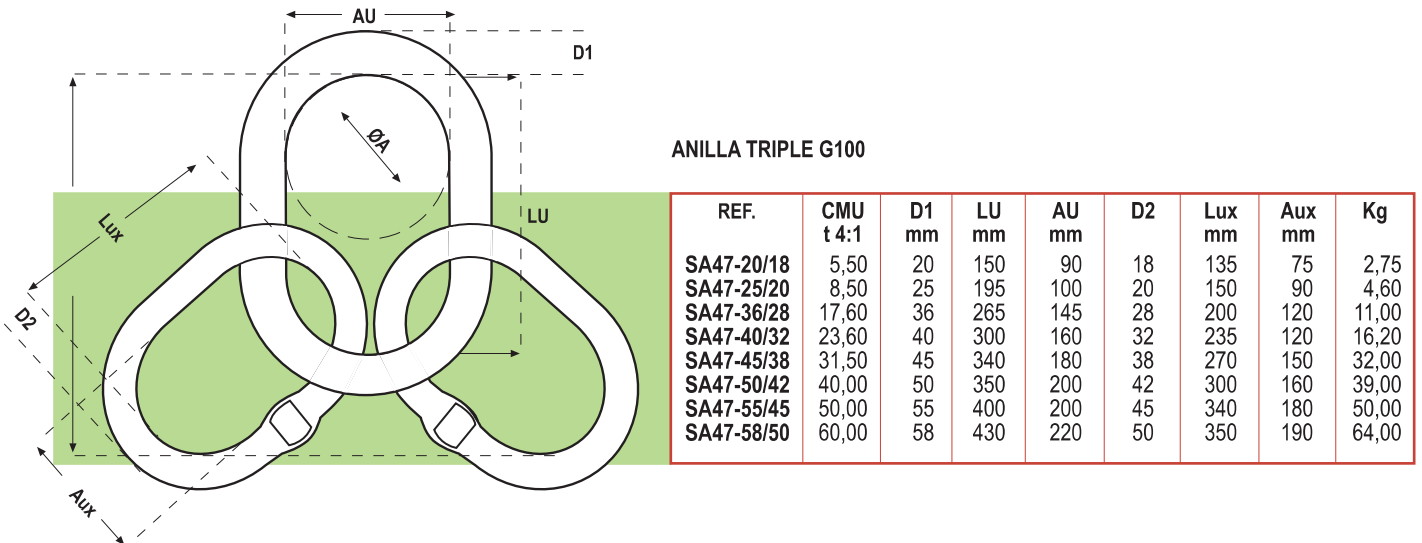 AU
D1
ØA
LU
Lux
D2
Aux
ANILLA TRIPLE G100
REF. CMU D1 LU AU D2 Lux Aux Kg
t 4:1 mm mm mm mm mm
SA47-20/18 5,50 20 150 90 18 135 75 2,75
SA47-25/20 8,50 25 195 100 20 150 90 4,60
SA47-36/28 17,60 36 265 145 28 200 120 11,00
SA47-40/32 23,60 40 300 160 32 235 120 16,20
SA47-45/38 31,50 45 340 180 38 270 150 32,00
SA47-50/42 40,00 50 350 200 42 300 160 39,00
SA47-55/45 50,00 55 400 200 45 340 180 50,00
SA47-58/50 60,00 58 430 220 50 350 190 64,00